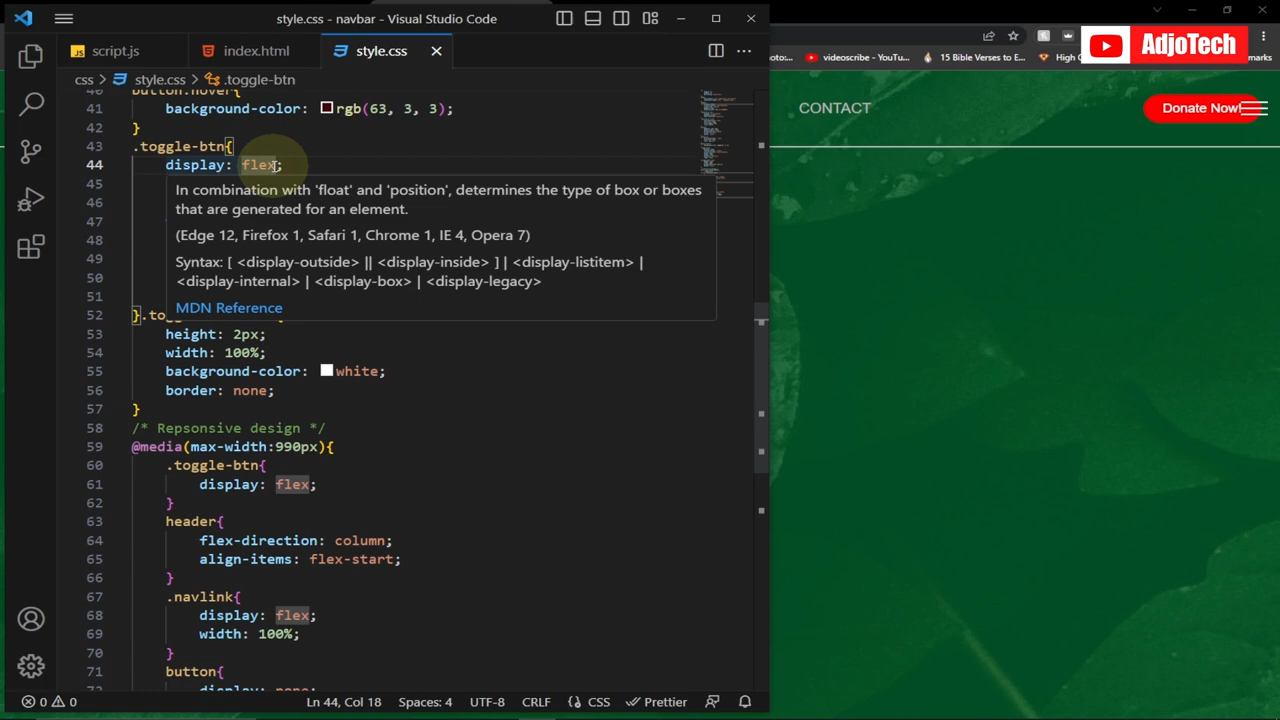 style.css - navbar - Visual Studio Code
JS script.js
index.html
style.css
css > style.css > .toggle-btn
button:hover{
41 background-color: rgb(63, 3, 3);
42 }
43 .toggle-btn{
44 display: flex;
45
46
47
48
49
50
51
52 }.to
In combination with ‘float’ and ‘position’, determines the type of box or boxes
that are generated for an element.
(Edge 12, Firefox 1, Safari 1, Chrome 1, IE 4, Opera 7)
Syntax: [ <display-outside> || <display-inside> ] | <display-listitem> |
<display-internal> | <display-box> | <display-legacy>
MDN Reference
53 height: 2px;
54 width: 100%;
55 background-color: white;
56 border: none;
57 }
58 /* Repsonsive design */
59 @media(max-width:990px){
60 .toggle-btn{
61 display: flex;
62 }
63 header{
64 flex-direction: column;
65 align-items: flex-start;
66 }
67 .navlink{
68 display: flex;
69 width: 100%;
70 }
71 button{
0 0
Ln 44, Col 18
Spaces: 4
UTF-8
CRLF
CSS
Prettier
videoscribe - YouTu...
15 Bible Verses to E...
AdjoTech
CONTACT
Donate Now!